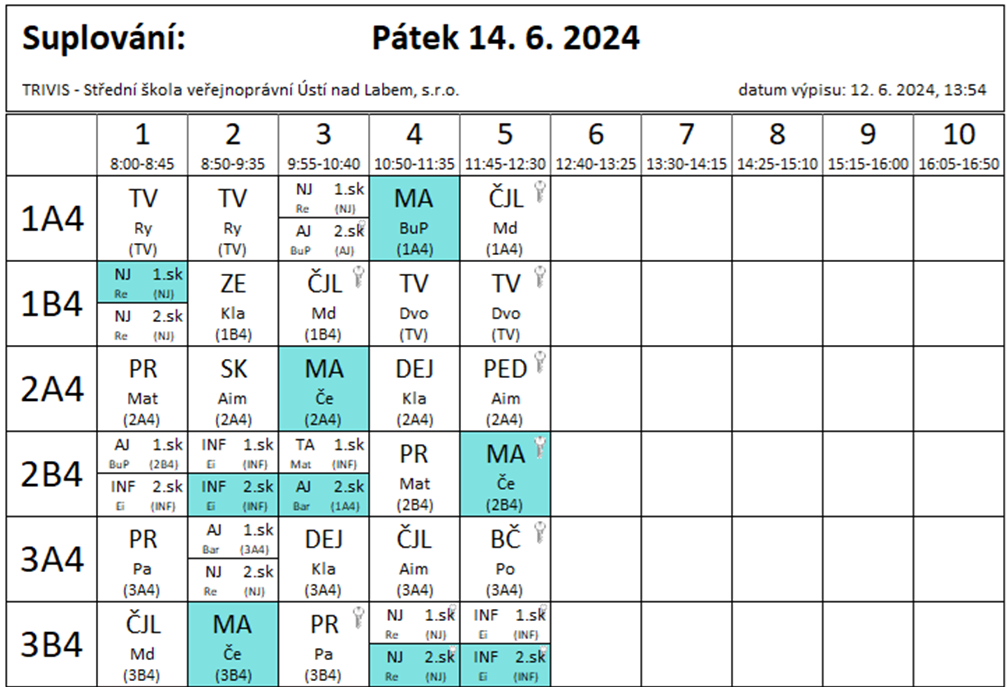 Suplování: Pátek 14. 6. 2024
TRIVIS - Střední škola veřejnoprávní Ústí nad Labem, s.r.o. datum výpisu: 12. 6. 2024, 13:54
1 2 3 4 5 6 7 8 9 10
8:00-8:45 8:50-9:35 9:55-10:40 10:50-11:35 11:45-12:30 12:40-13:25 13:30-14:15 14:25-15:10 15:15-16:00 16:05-16:50
1A4
TV Ry (TV)
TV Ry (TV)
NJ 1.sk Re (NJ)
AJ 2.sk BuP (AJ)
MA BuP (1A4)
ČJL Md (1A4)
1B4
NJ 1.sk Re (NJ)
NJ 2.sk Re (NJ)
ZE Kla (1B4)
ČJL Md (1B4)
TV Dvo (TV)
TV Dvo (TV)
2A4
PR Mat (2A4)
SK Aim (2A4)
MA Če (2A4)
DEJ Kla (2A4)
PED Aim (2A4)
2B4
AJ 1.sk BuP (2B4)
INF 2.sk Ei (INF)
INF 1.sk Ei (INF)
INF 2.sk Ei (INF)
TA 1.sk Mat (INF)
AJ 2.sk Bar (1A4)
PR Mat (2B4)
MA Če (2B4)
3A4
PR Pa (3A4)
AJ 1.sk Bar (3A4)
NJ 2.sk Re (NJ)
DEJ Kla (3A4)
ČJL Aim (3A4)
BČ Po (3A4)
3B4
ČJL Md (3B4)
MA Če (3B4)
PR Pa (3B4)
NJ 1.sk Re (NJ)
NJ 2.sk Re (NJ)
INF 1.sk Ei (INF)
INF 2.sk Ei (INF)